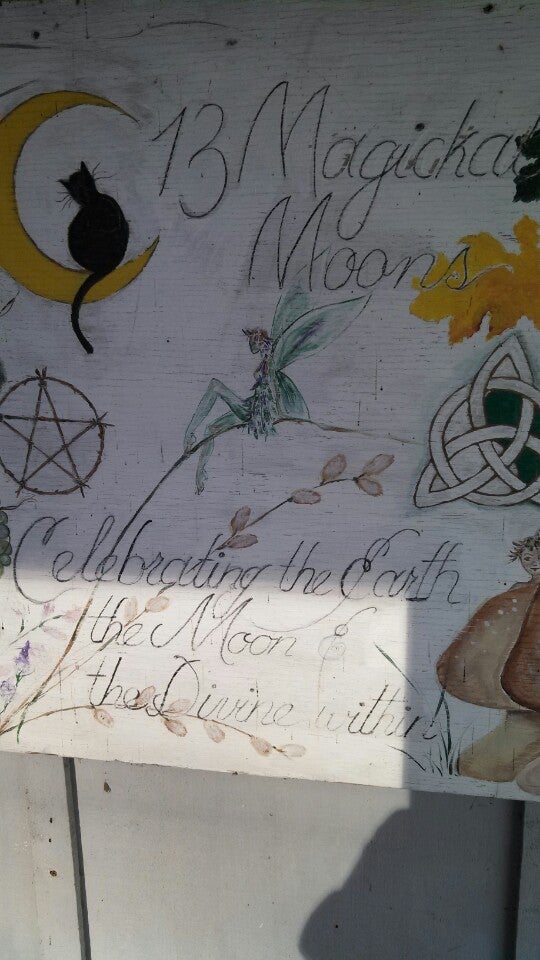 13 Magickal
Moons
Celebrating the Earth
the Moon &
the Divine within